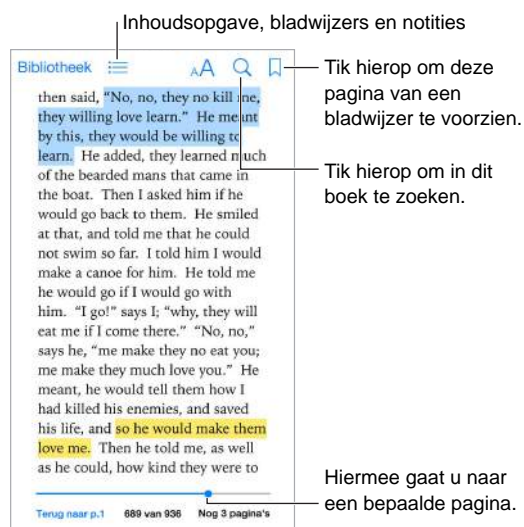 Inhoudsopgave, bladwijzers en notities
Bibliotheek AA
Tik hierop om deze
pagina van een
bladwijzer te voorzien.
Tik hierop om in dit
boek te zoeken.
then said, “No, no, they no kill me,
they willing love learn.” He meant
by this, they would be willing to
learn. He added, they learned much
of the bearded mans that came in
the boat. Then I asked him if he
would go back to them. He smiled
at that, and told me that he could
not swim so far. I told him I would
make a canoe for him. He told me
he would go if I would go with
him. “I go!” says I; “why, they will
eat me if I come there.” “No, no,”
says he, “me make they no eat you;
me make they much love you.” He
meant, he would tell them how I
had killed his enemies, and saved
his life, and so he would make them
love me. Then he told me, as well
as he could, how kind they were to
Hiermee gaat u naar
een bepaalde pagina.
Terug naar p.1 689 van 936 Nog 3 pagina's